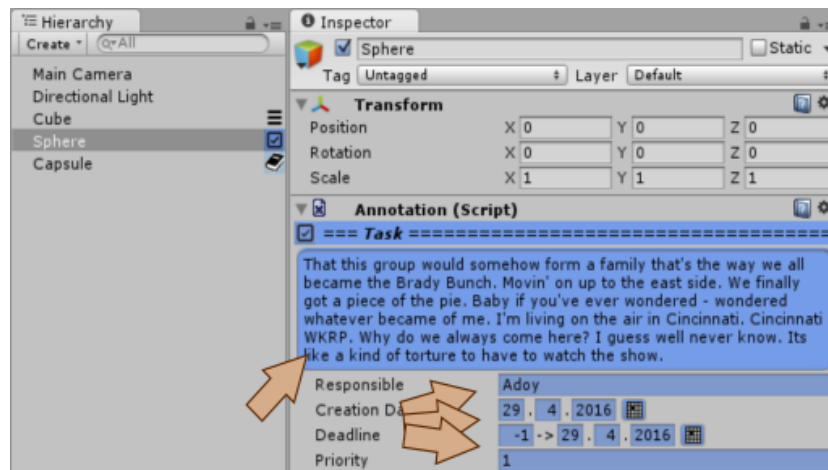 Hierarchy
Create
All
Main Camera
Directional Light
Cube
Sphere
Capsule
Inspector
Sphere
Static
Tag Untagged Layer Default
Transform
Position X 0 Y 0 Z 0
Rotation X 0 Y 0 Z 0
Scale X 1 Y 1 Z 1
Annotation (Script)
=== Task ====================================
That this group would somehow form a family that's the way we all
became the Brady Bunch. Movin' on up to the east side. We finally
got a piece of the pie. Baby if you've ever wondered - wondered
whatever became of me. I'm living on the air in Cincinnati. Cincinnati
WKRP. Why do we always come here? I guess well never know. Its
like a kind of torture to have to watch the show.
Responsible Adoy
Creation 29 . 4 . 2016
Deadline -1 -> 29 . 4 . 2016
Priority 1